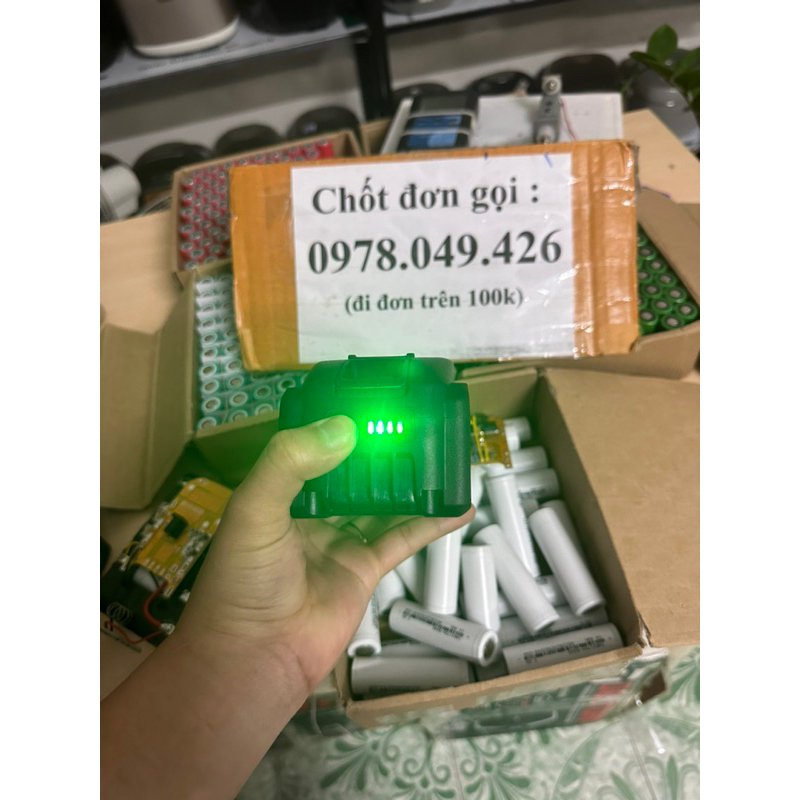 Chốt đơn gọi :
0978.049.426
(đi đơn trên 100k)